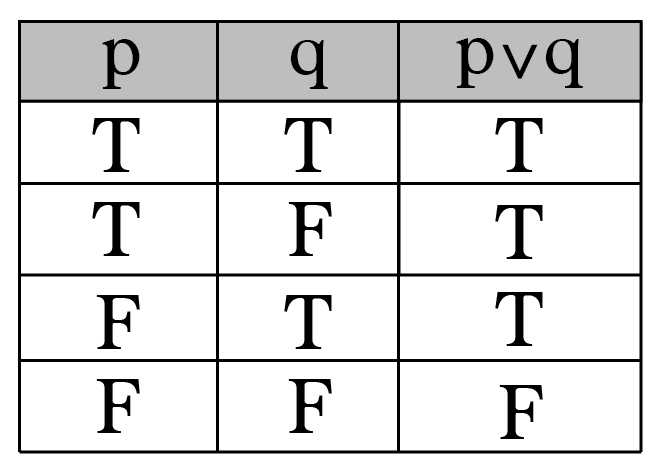 p q p∨q
T T T
T F T
F T T
F F F